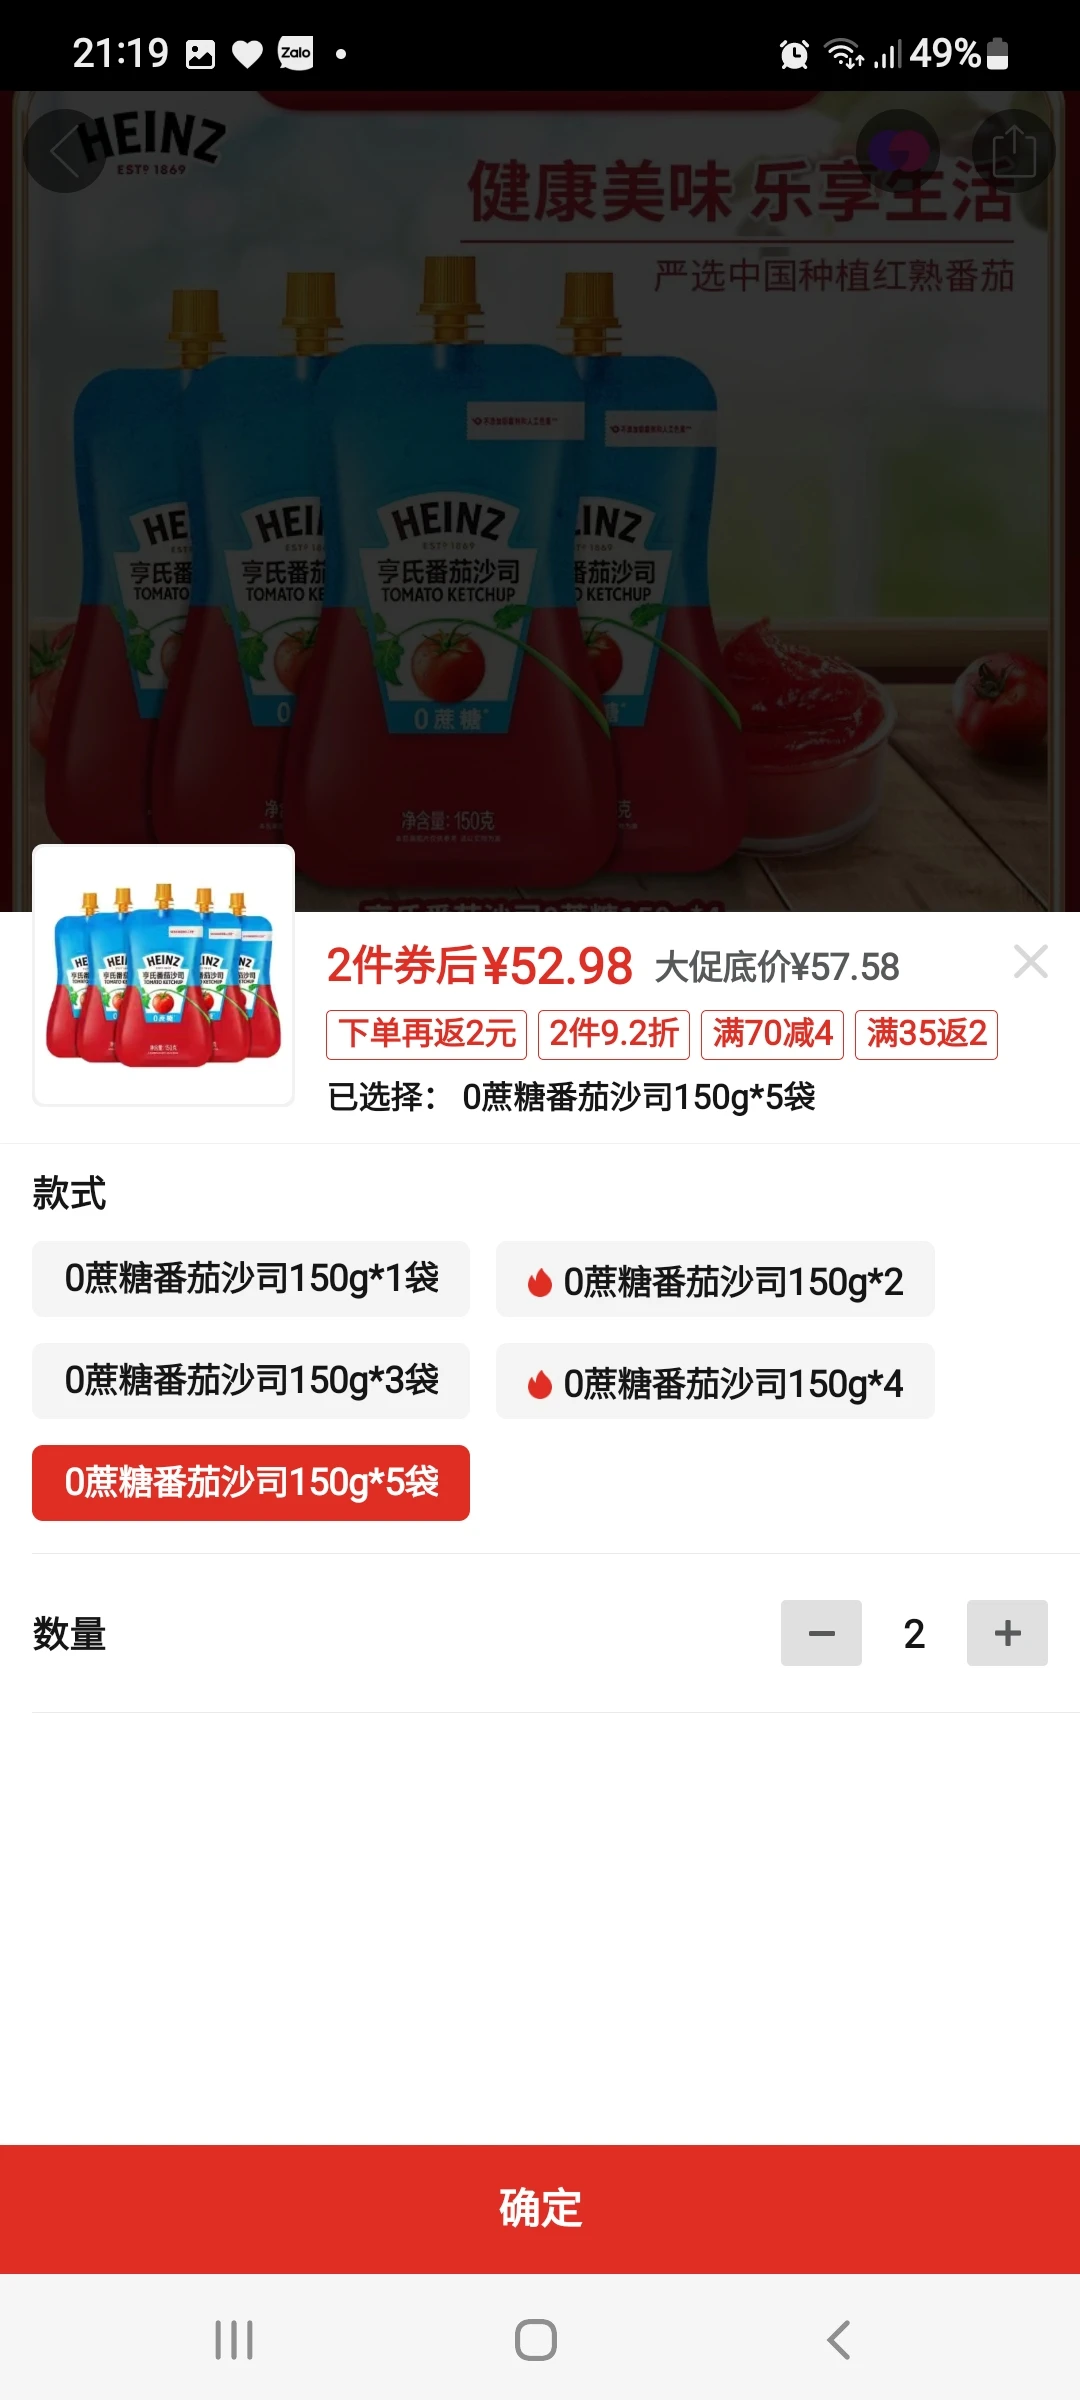 21:19 Zalo 49%
HEINZ
ESTD 1869
健康美味 乐享生活
严选中国种植红熟番茄
HEINZ
ESTD 1869
亨氏番茄沙司
TOMATO KETCHUP
0蔗糖
净含量: 150克
2件券后¥52.98 大促底价¥57.58
下单再返2元 2件9.2折 满70减4 满35返2
已选择： 0蔗糖番茄沙司150g*5袋
款式
0蔗糖番茄沙司150g*1袋
0蔗糖番茄沙司150g*2
0蔗糖番茄沙司150g*3袋
0蔗糖番茄沙司150g*4
0蔗糖番茄沙司150g*5袋
数量 2
确定